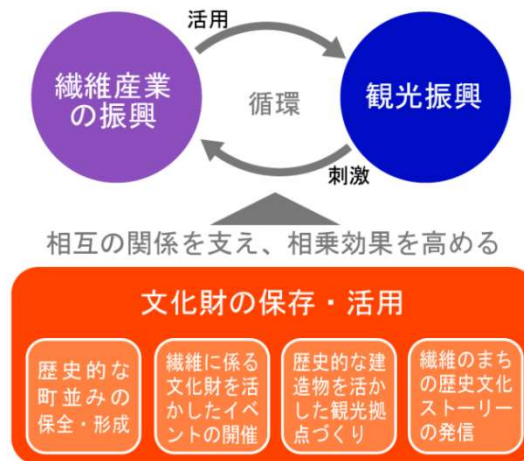 活用
繊維産業
の振興
循環
観光振興
刺激
相互の関係を支え、相乗効果を高める
文化財の保存・活用
歴史的な
町並みの
保全・形成
繊維に係る
文化財を活
かしたイベ
ントの開催
歴史的な建
造物を活か
した観光拠
点づくり
繊維のまち
の歴史文化
ストーリー
の発信